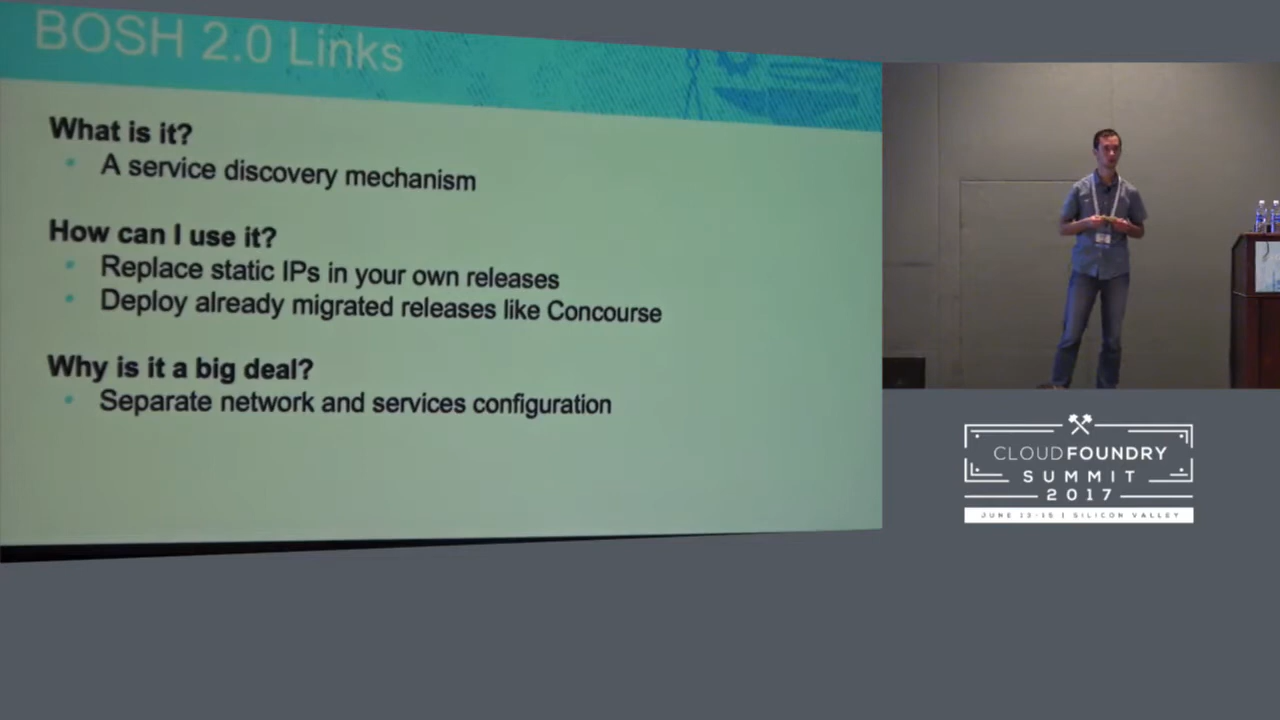 BOSH 2.0 Links
What is it?
A service discovery mechanism
How can I use it?
Replace static IPs in your own releases
Deploy already migrated releases like Concourse
Why is it a big deal?
Separate network and services configuration
CLOUDFOUNDRY
SUMMIT
2017
JUNE 13-15 | SILICON VALLEY